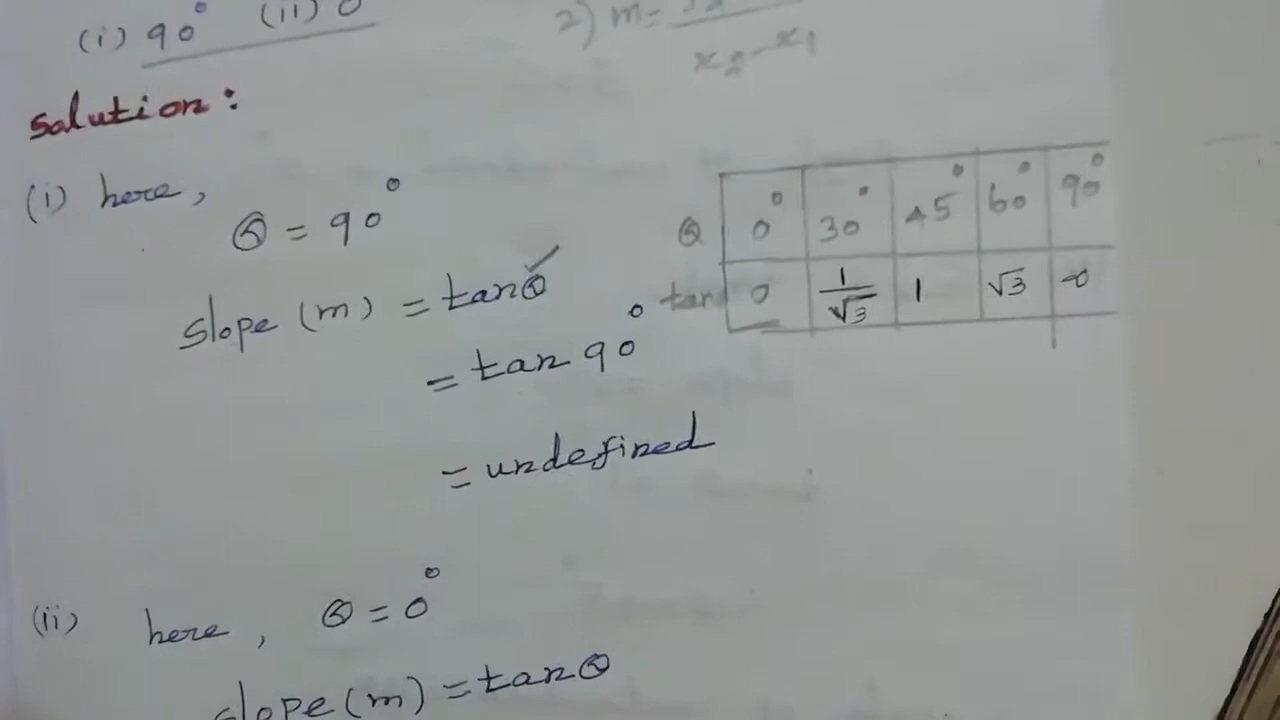 (i) 90° (ii) 0
2) m =
x₂ - x₁
Solution:
(i) here,
θ = 90°
slope (m) = tanθ
= tan 90°
= undefined
θ 0° 30° 45° 60° 90°
tan 0 1/√3 1 √3 ∞
(ii) here, θ = 0°
slope (m) = tanθ